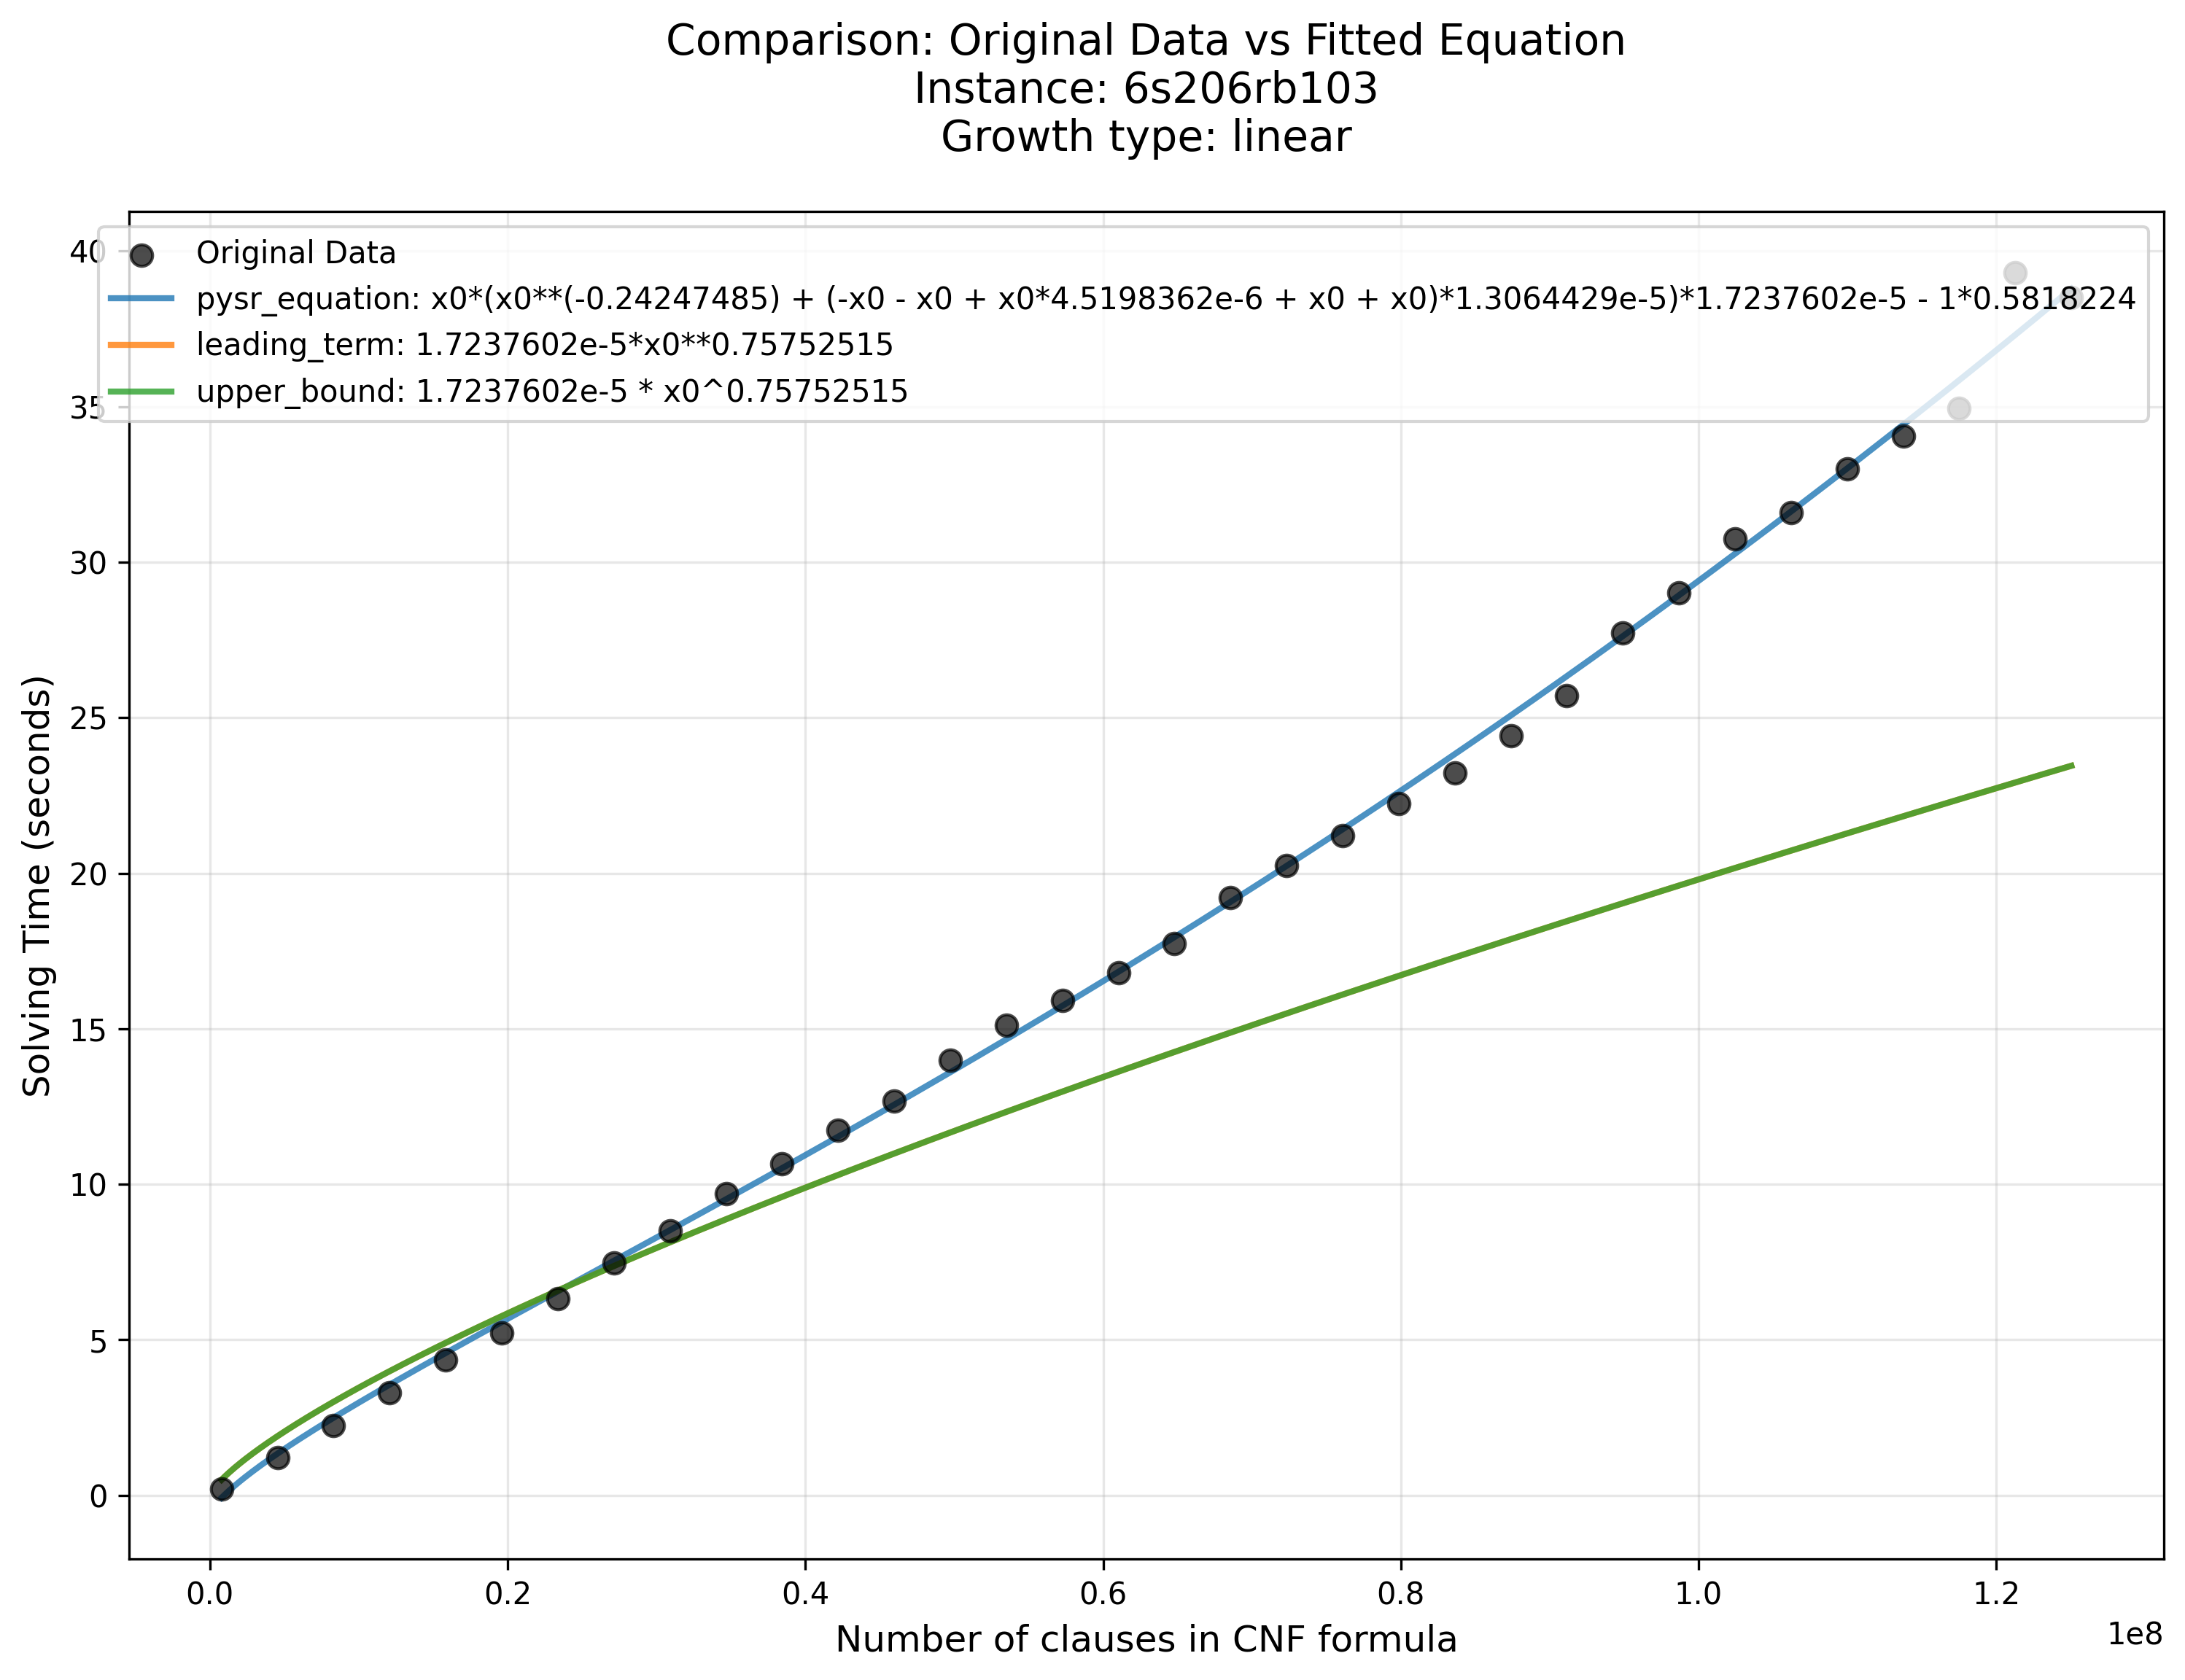 Comparison: Original Data vs Fitted Equation
Instance: 6s206rb103
Growth type: linear
Original Data
pysr_equation: x0*(x0**(-0.24247485) + (-x0 - x0 + x0*4.5198362e-6 + x0 + x0)*1.3064429e-5)*1.7237602e-5 - 1*0.5818224
leading_term: 1.7237602e-5*x0**0.75752515
upper_bound: 1.7237602e-5 * x0^0.75752515
40
35
30
25
20
15
10
5
0
Solving Time (seconds)
0.0 0.2 0.4 0.6 0.8 1.0 1.2
1e8
Number of clauses in CNF formula